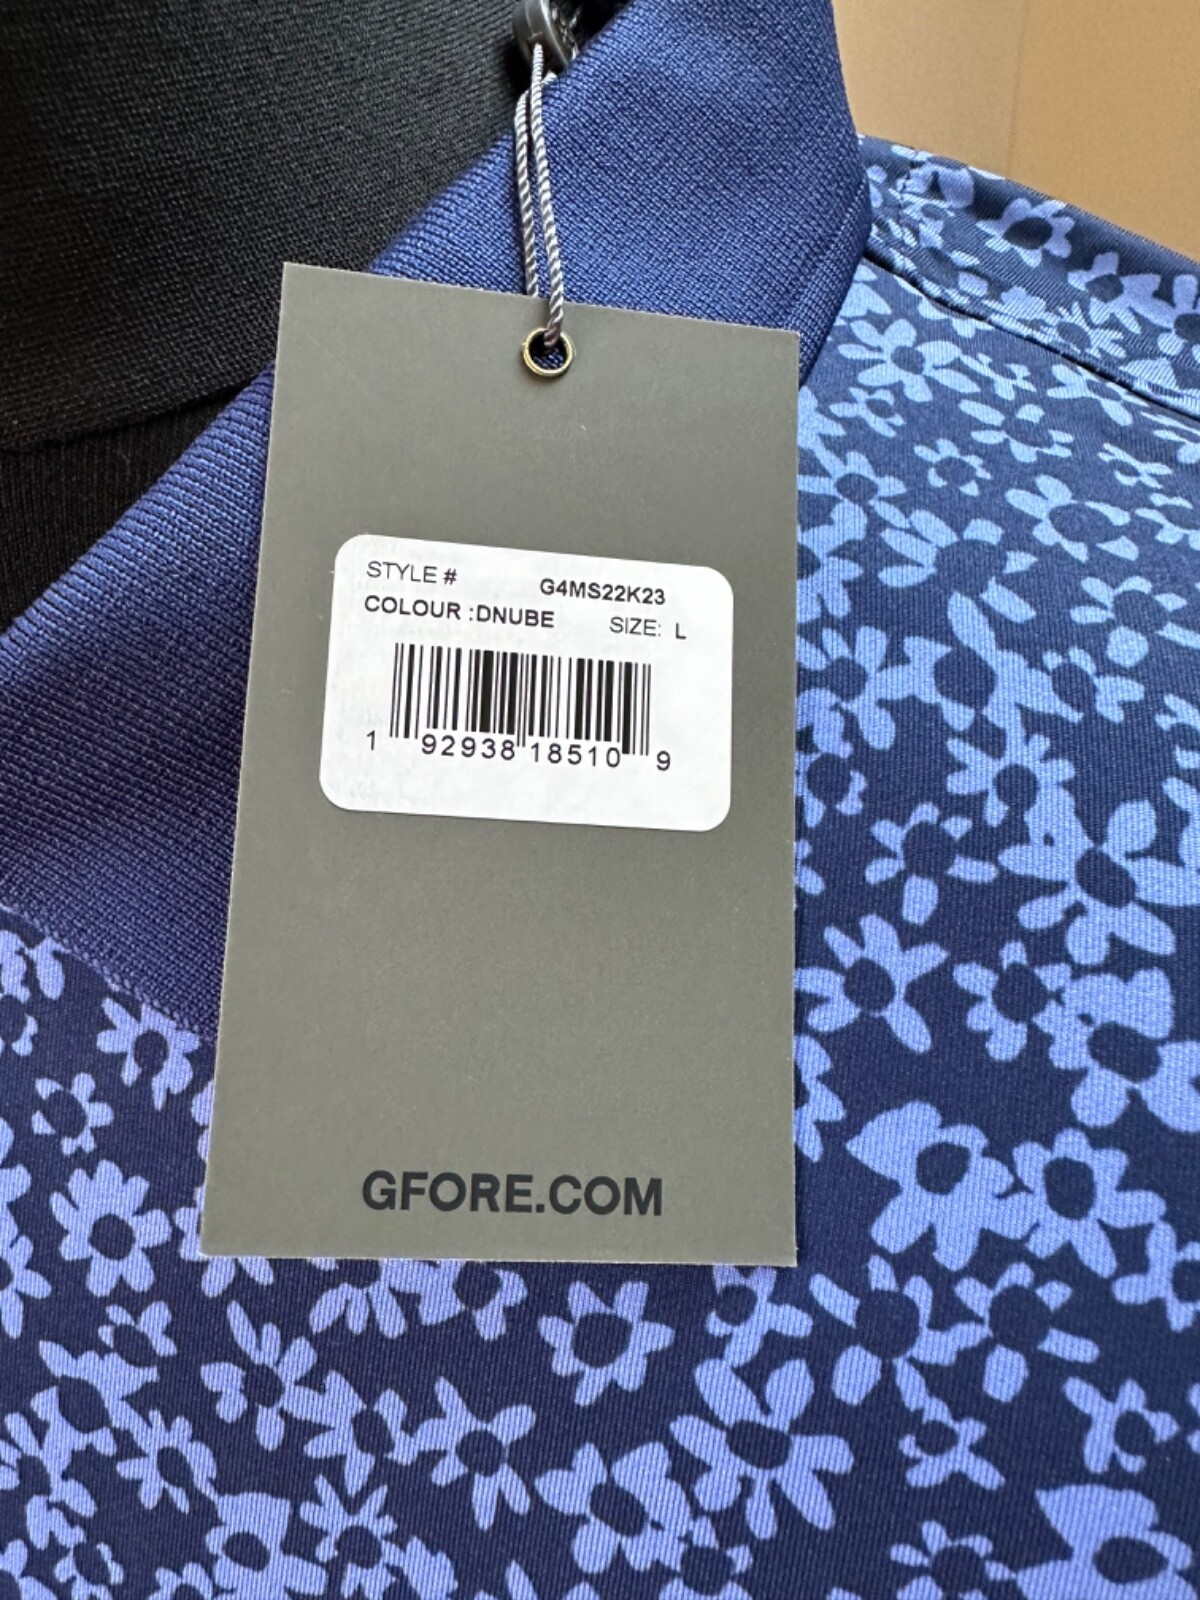 STYLE # G4MS22K23
COLOUR :DNUBE SIZE: L
1 92938 18510 9
GFORE.COM